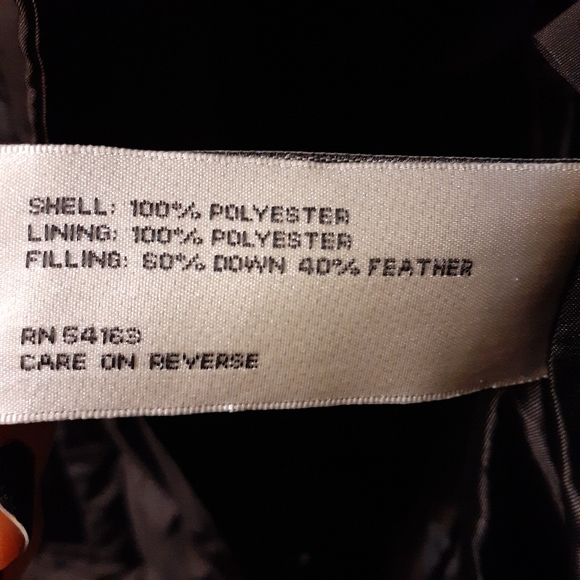 SHELL: 100% POLYESTER
LINING: 100% POLYESTER
FILLING: 60% DOWN 40% FEATHER
RN 54163
CARE ON REVERSE